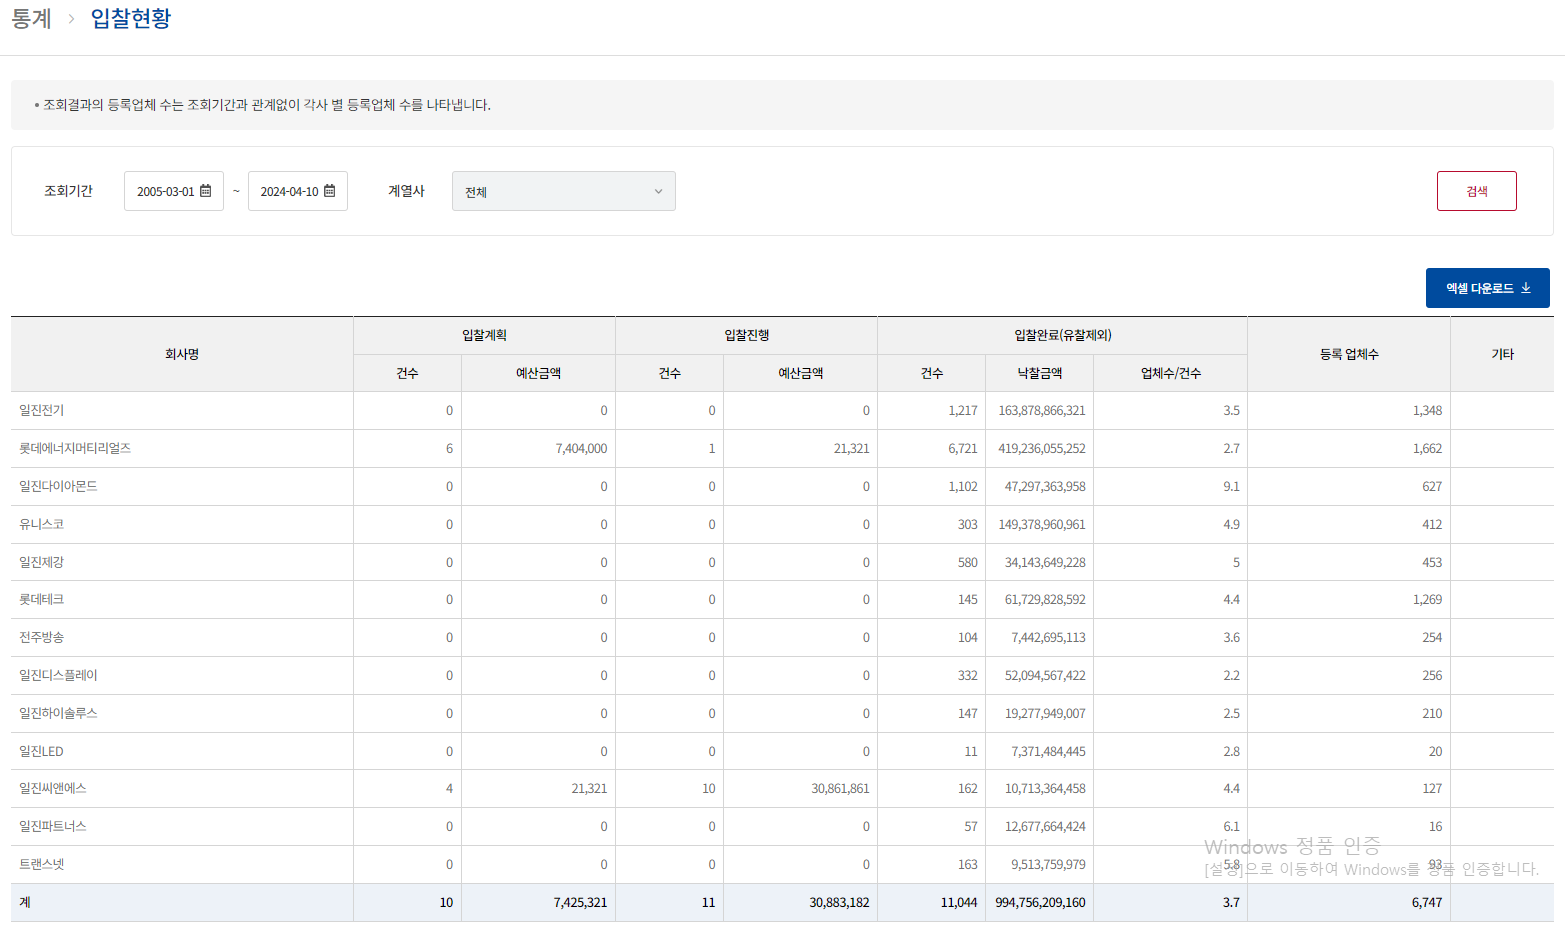 통계 > 입찰현황
• 조회결과의 등록업체 수는 조회기간과 관계없이 각사 별 등록업체 수를 나타냅니다.
조회기간 2005-03-01 ~ 2024-04-10 계열사 전체 검색
엑셀 다운로드
회사명 입찰계획 입찰진행 입찰완료(유찰제외) 등록 업체수 기타
건수 예산금액 건수 예산금액 건수 낙찰금액 업체수/건수
일진전기 0 0 0 0 1,217 163,878,866,321 3.5 1,348
롯데에너지머티리얼즈 6 7,404,000 1 21,321 6,721 419,236,055,252 2.7 1,662
일진다이아몬드 0 0 0 0 1,102 47,297,363,958 9.1 627
유니스코 0 0 0 0 303 149,378,960,961 4.9 412
일진제강 0 0 0 0 580 34,143,649,228 5 453
롯데테크 0 0 0 0 145 61,729,828,592 4.4 1,269
전주방송 0 0 0 0 104 7,442,695,113 3.6 254
일진디스플레이 0 0 0 0 332 52,094,567,422 2.2 256
일진하이솔루스 0 0 0 0 147 19,277,949,007 2.5 210
일진LED 0 0 0 0 11 7,371,484,445 2.8 20
일진씨앤에스 4 21,321 10 30,861,861 162 10,713,364,458 4.4 127
일진파트너스 0 0 0 0 57 12,677,664,424 6.1 16
트랜스넷 0 0 0 0 163 9,513,759,979 5.8 93
계 10 7,425,321 11 30,883,182 11,044 994,756,209,160 3.7 6,747
Windows 정품 인증
[설정]으로 이동하여 Windows를 정품 인증합니다.